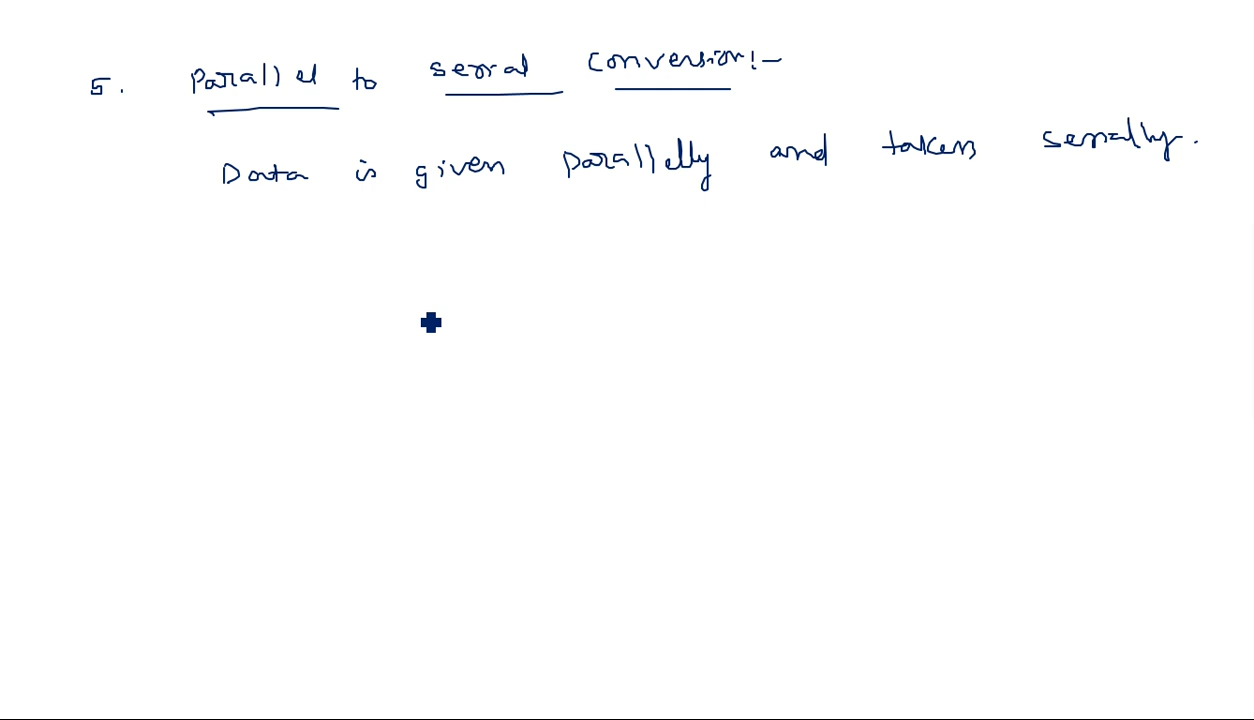 5. Parallel to serial conversion:-
Data is given parallelly and taken serially.